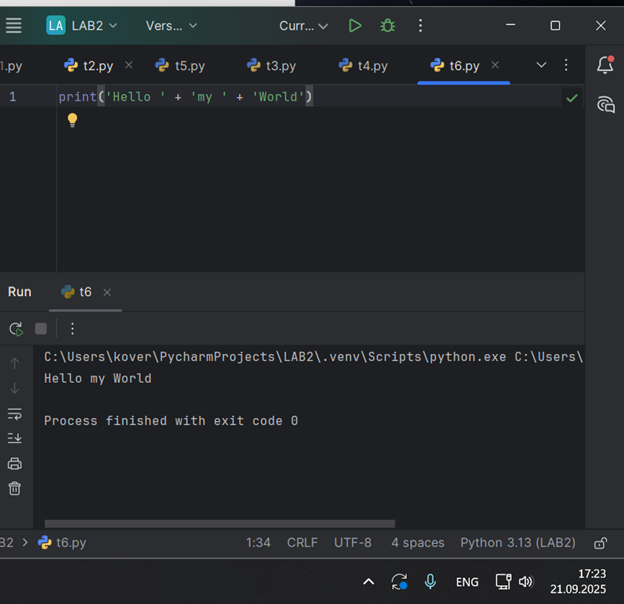 LA LAB2 Vers... Curr...
1.py t2.py t5.py t3.py t4.py t6.py
1 print('Hello ' + 'my ' + 'World')
Run t6
C:\Users\kover\PycharmProjects\LAB2\.venv\Scripts\python.exe C:\Users\
Hello my World
Process finished with exit code 0
B2 > t6.py 1:34 CRLF UTF-8 4 spaces Python 3.13 (LAB2)
ENG 17:23
21.09.2025